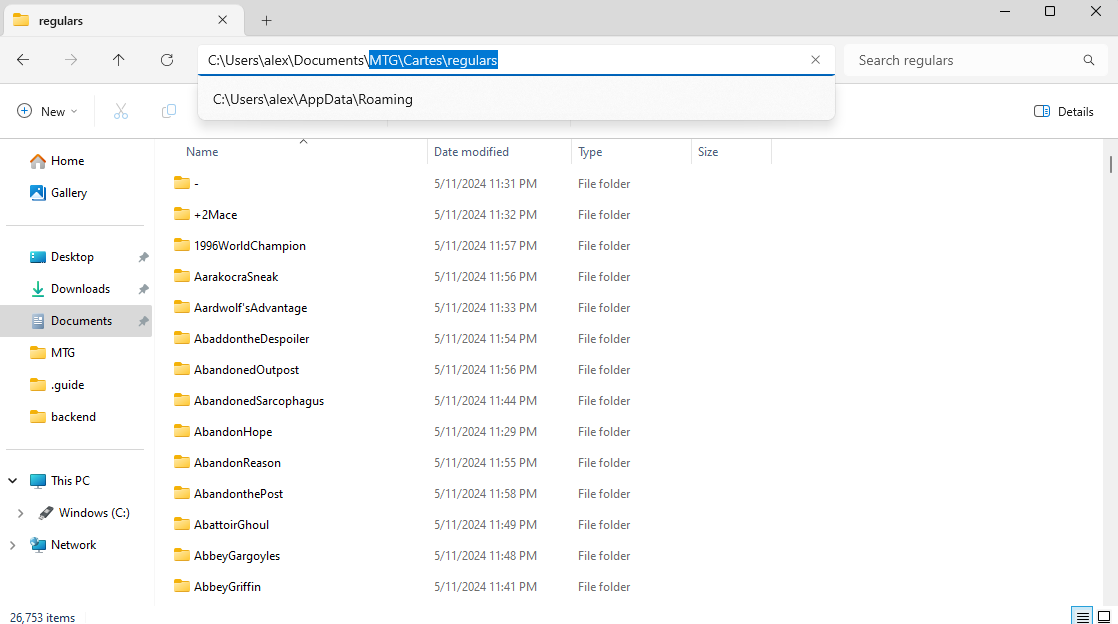 regulars
C:\Users\alex\Documents\MTG\Cartes\regulars
Search regulars
C:\Users\alex\AppData\Roaming
New
Details
Name Date modified Type Size
Home
Gallery
Desktop
Downloads
Documents
MTG
.guide
backend
This PC
Windows (C:)
Network
- 5/11/2024 11:31 PM File folder
+2Mace 5/11/2024 11:32 PM File folder
1996WorldChampion 5/11/2024 11:57 PM File folder
AarakocraSneak 5/11/2024 11:56 PM File folder
Aardwolf'sAdvantage 5/11/2024 11:33 PM File folder
AbaddontheDespoiler 5/11/2024 11:54 PM File folder
AbandonedOutpost 5/11/2024 11:56 PM File folder
AbandonedSarcophagus 5/11/2024 11:44 PM File folder
AbandonHope 5/11/2024 11:29 PM File folder
AbandonReason 5/11/2024 11:55 PM File folder
AbandonthePost 5/11/2024 11:58 PM File folder
AbattoirGhoul 5/11/2024 11:49 PM File folder
AbbeyGargoyles 5/11/2024 11:48 PM File folder
AbbeyGriffin 5/11/2024 11:41 PM File folder
26,753 items